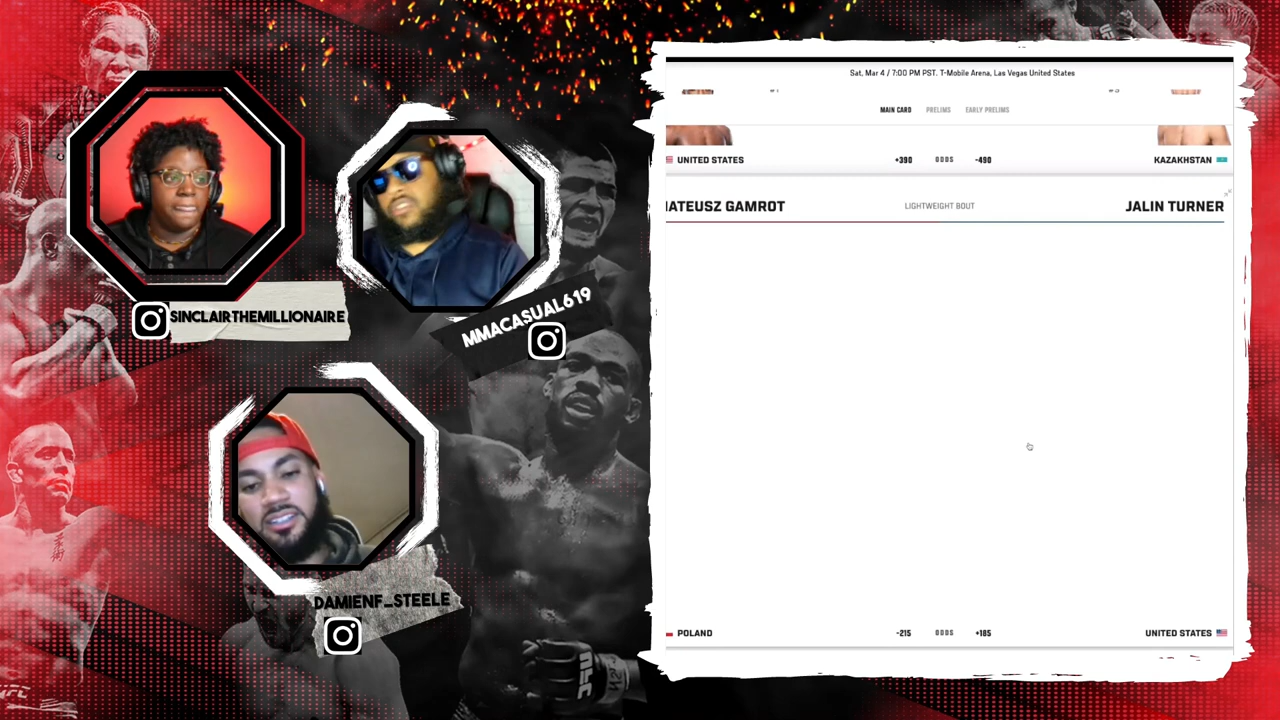 SINCLAIRTHEMILLIONAIRE
MMACASUAL619
DAMIENF_STEELE
Sat, Mar 4 / 7:00 PM PST. T-Mobile Arena, Las Vegas United States
MAIN CARD PRELIMS EARLY PRELIMS
UNITED STATES +390 ODDS -490 KAZAKHSTAN
ATEUSZ GAMROT LIGHTWEIGHT BOUT JALIN TURNER
POLAND -215 ODDS +185 UNITED STATES
UFC